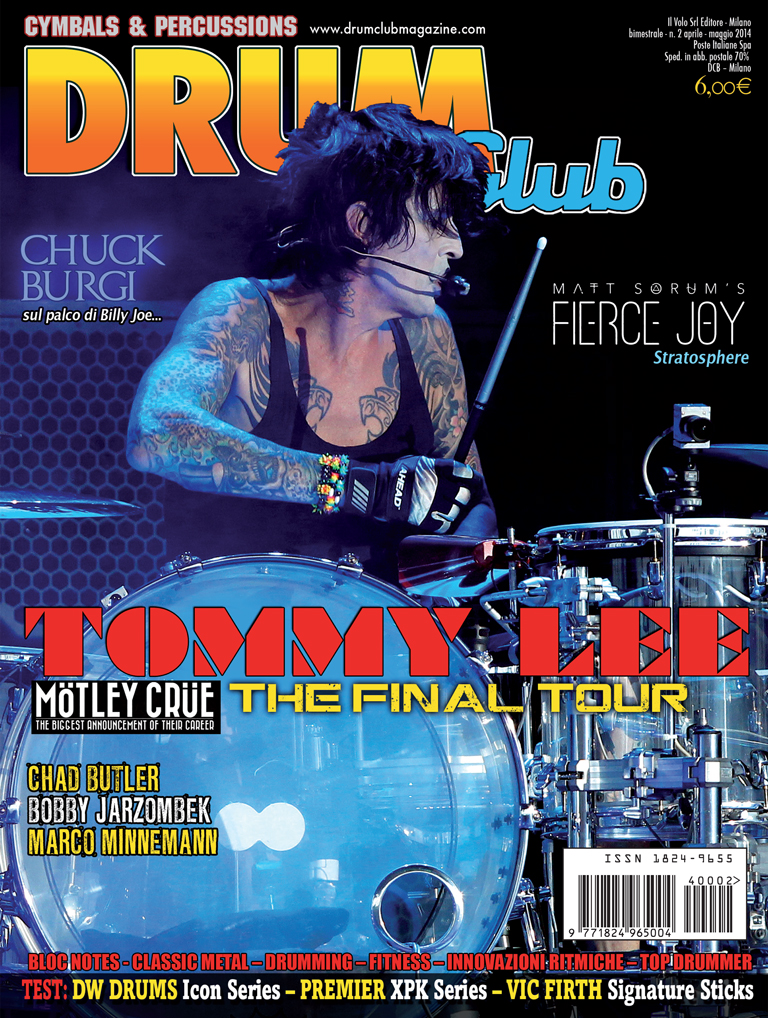 CYMBALS & PERCUSSIONS
www.drumclubmagazine.com
Il Volo Srl Editore - Milano
bimestrale - n. 2 aprile - maggio 2014
Poste Italiane Spa
Sped. in abb. postale 70%
DCB – Milano
6,00€
DRUM
Club
CHUCK
BURGI
sul palco di Billy Joe...
MATT SORUM'S
FIERCE JOY
Stratosphere
AHEAD
TOMMY LEE
MÖTLEY CRÜE
THE BIGGEST ANNOUNCEMENT OF THEIR CAREER
THE FINAL TOUR
CHAD BUTLER
BOBBY JARZOMBEK
MARCO MINNEMANN
ISSN 1824-9655
40002>
9 771824 965004
BLOC NOTES - CLASSIC METAL – DRUMMING – FITNESS – INNOVAZIONI RITMICHE – TOP DRUMMER
TEST: DW DRUMS Icon Series – PREMIER XPK Series – VIC FIRTH Signature Sticks